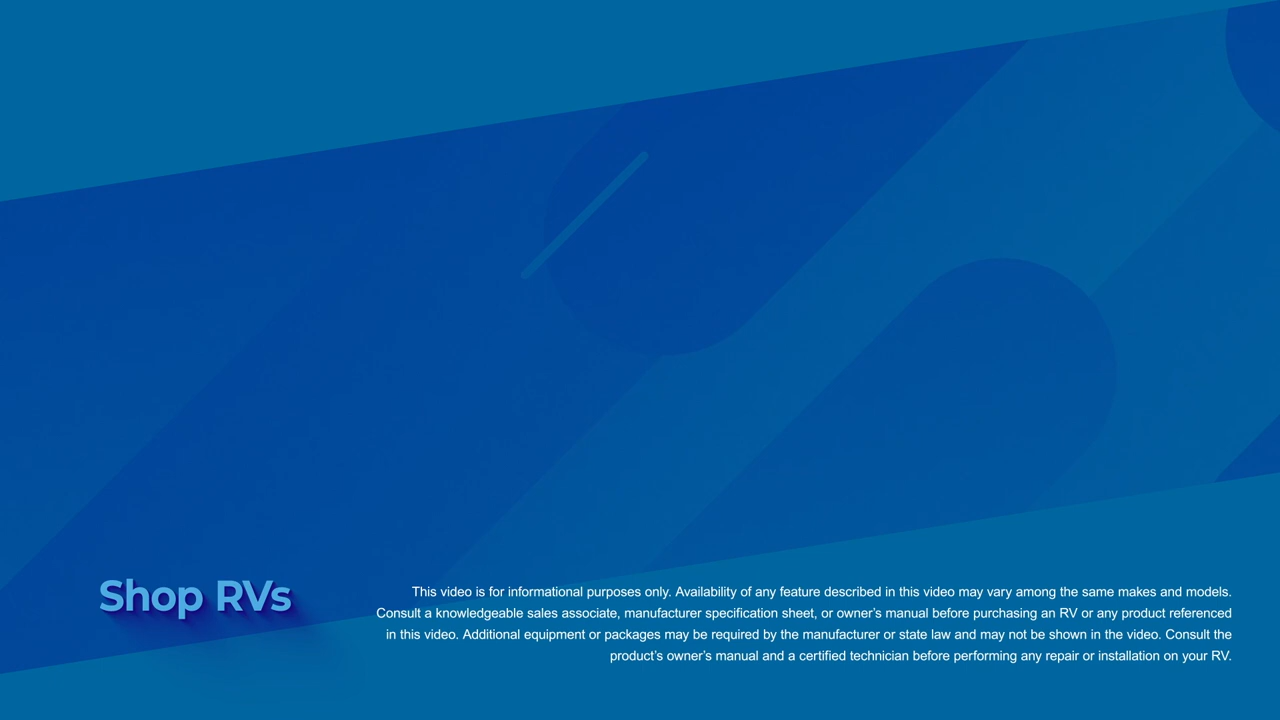 Shop RVs
This video is for informational purposes only. Availability of any feature described in this video may vary among the same makes and models.
Consult a knowledgeable sales associate, manufacturer specification sheet, or owner’s manual before purchasing an RV or any product referenced
in this video. Additional equipment or packages may be required by the manufacturer or state law and may not be shown in the video. Consult the
product’s owner’s manual and a certified technician before performing any repair or installation on your RV.